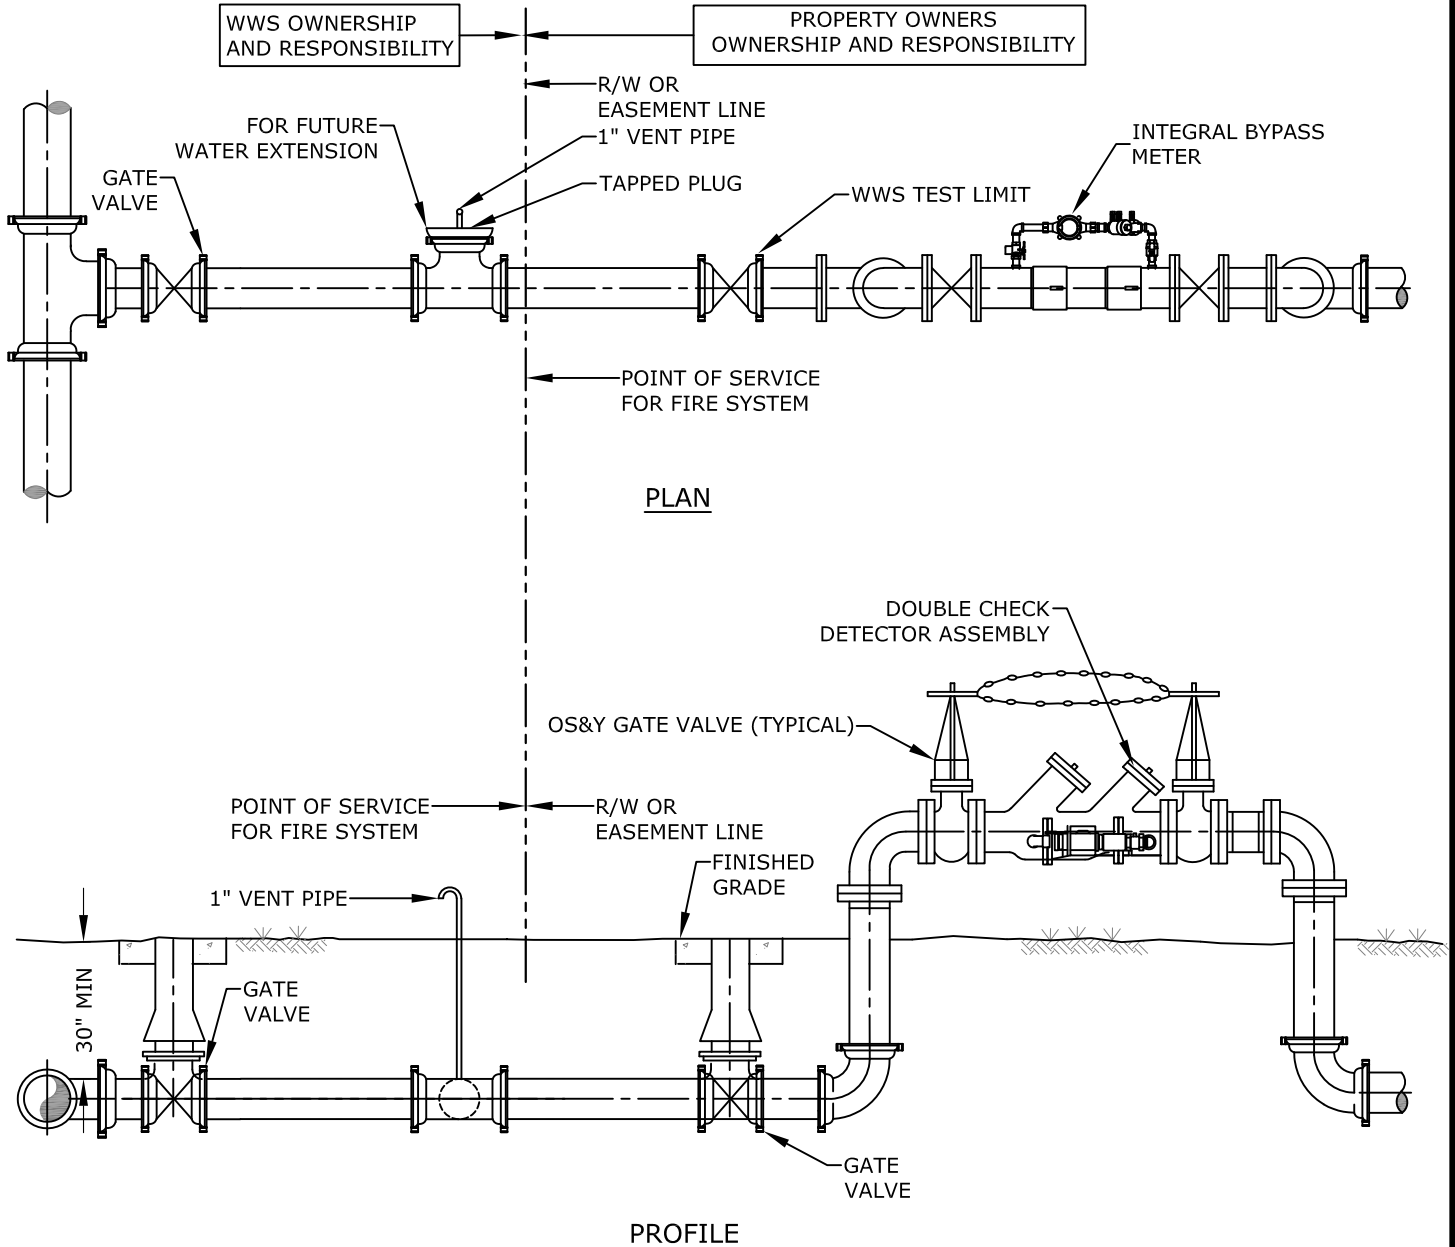 WWS OWNERSHIP
AND RESPONSIBILITY
PROPERTY OWNERS
OWNERSHIP AND RESPONSIBILITY
R/W OR
EASEMENT LINE
FOR FUTURE
WATER EXTENSION
1" VENT PIPE
INTEGRAL BYPASS
METER
GATE
VALVE
TAPPED PLUG
WWS TEST LIMIT
POINT OF SERVICE
FOR FIRE SYSTEM
PLAN
DOUBLE CHECK
DETECTOR ASSEMBLY
OS&Y GATE VALVE (TYPICAL)
POINT OF SERVICE
FOR FIRE SYSTEM
R/W OR
EASEMENT LINE
FINISHED
GRADE
1" VENT PIPE
30" MIN
GATE
VALVE
GATE
VALVE
PROFILE